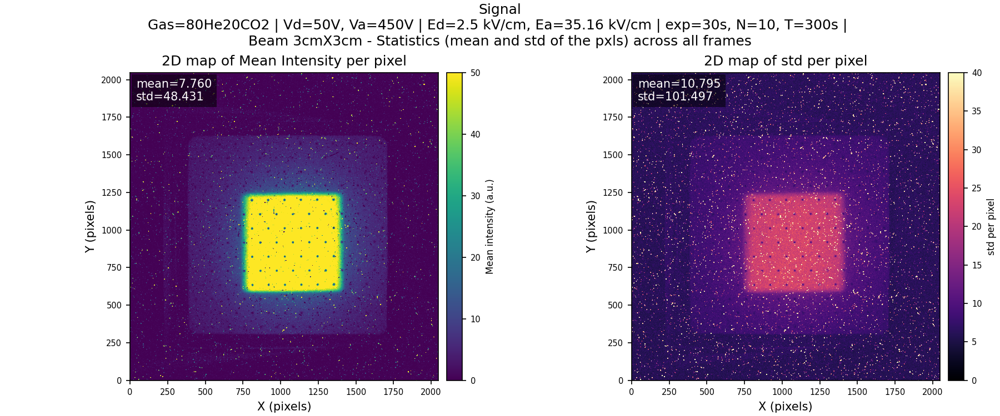 Signal
Gas=80He20CO2 | Vd=50V, Va=450V | Ed=2.5 kV/cm, Ea=35.16 kV/cm | exp=30s, N=10, T=300s |
Beam 3cmX3cm - Statistics (mean and std of the pxls) across all frames
2D map of Mean Intensity per pixel
mean=7.760
std=48.431
2000
1750
1500
1250
1000
750
500
250
0
Y (pixels)
0 250 500 750 1000 1250 1500 1750 2000
X (pixels)
50
40
30
20
10
0
Mean intensity (a.u.)
2D map of std per pixel
mean=10.795
std=101.497
2000
1750
1500
1250
1000
750
500
250
0
Y (pixels)
0 250 500 750 1000 1250 1500 1750 2000
X (pixels)
40
35
30
25
20
15
10
5
0
std per pixel